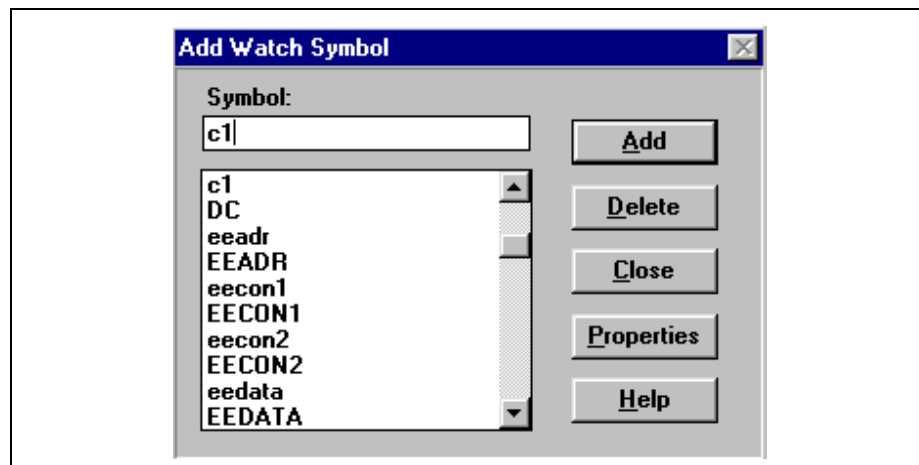 Add Watch Symbol
Symbol:
c1
c1
DC
eeadr
EEADR
eecon1
EECON1
eecon2
EECON2
eedata
EEDATA
Add
Delete
Close
Properties
Help